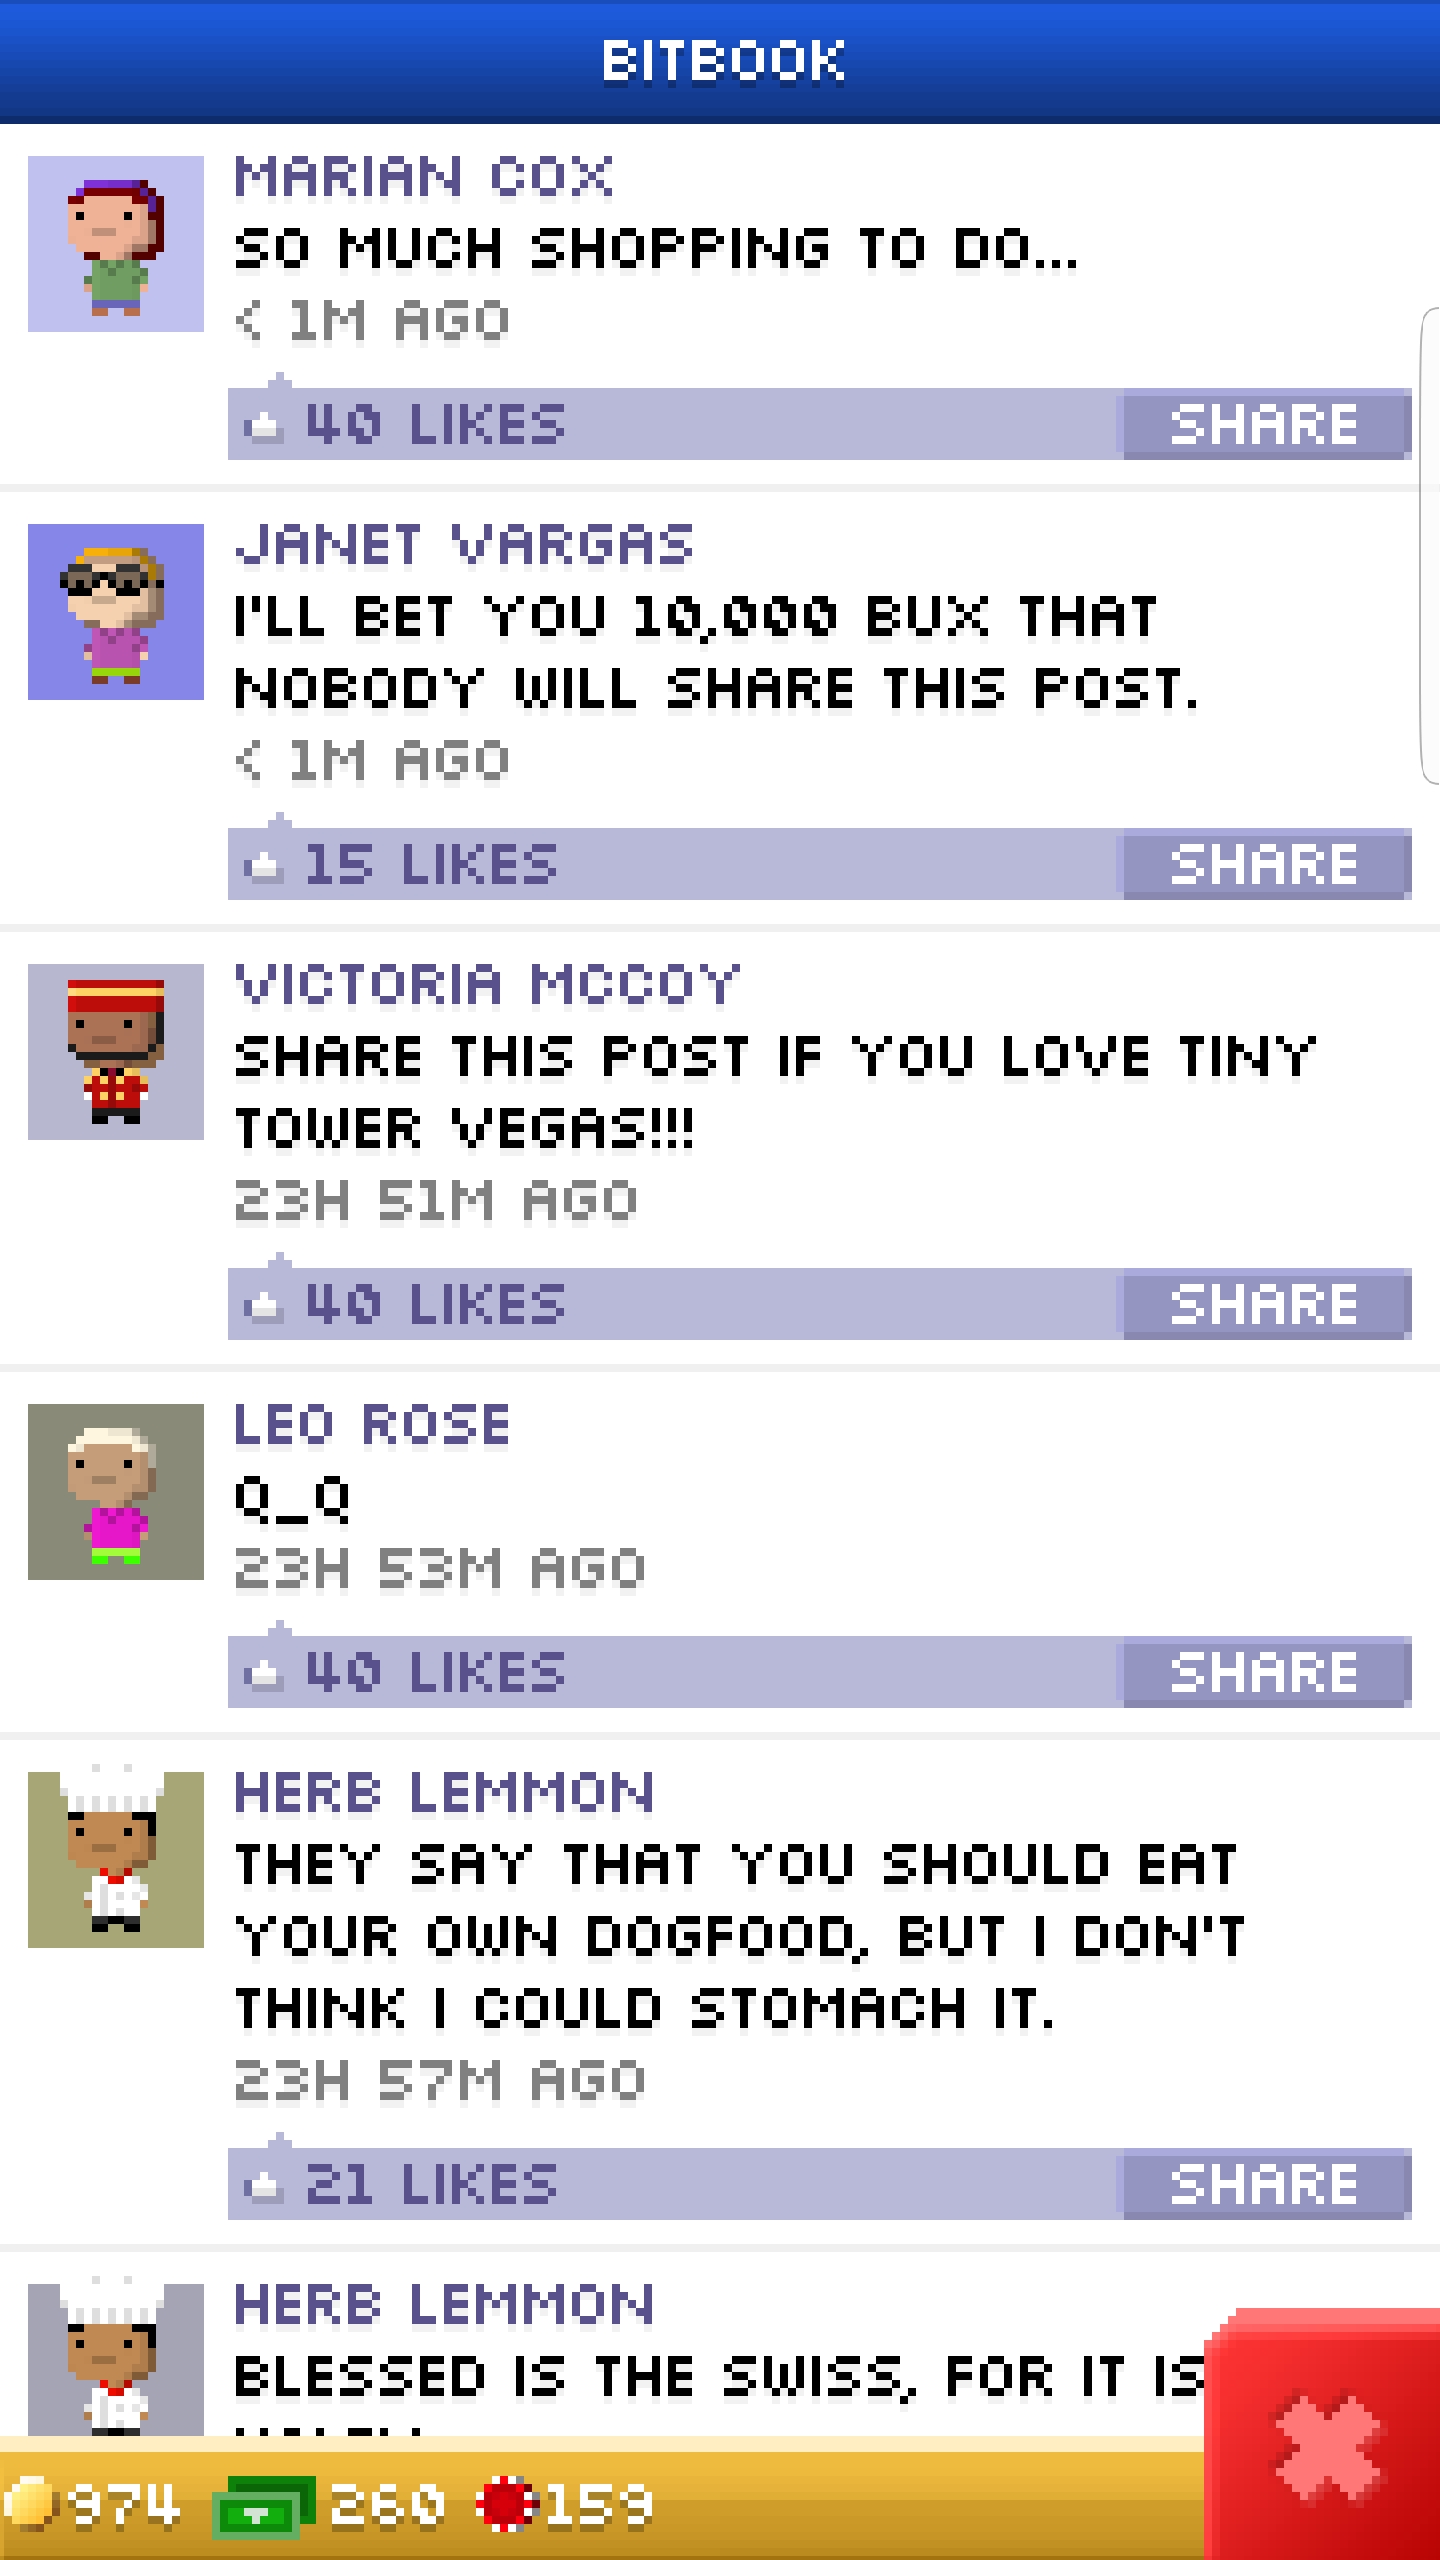 BITBOOK
MARIAN COX
SO MUCH SHOPPING TO DO...
< 1M AGO
40 LIKES
SHARE
JANET VARGAS
I'LL BET YOU 10,000 BUX THAT
NOBODY WILL SHARE THIS POST.
< 1M AGO
15 LIKES
SHARE
VICTORIA MCCOY
SHARE THIS POST IF YOU LOVE TINY
TOWER VEGAS!!!
23H 51M AGO
40 LIKES
SHARE
LEO ROSE
Q_Q
23H 53M AGO
40 LIKES
SHARE
HERB LEMMON
THEY SAY THAT YOU SHOULD EAT
YOUR OWN DOGFOOD, BUT I DON'T
THINK I COULD STOMACH IT.
23H 57M AGO
21 LIKES
SHARE
HERB LEMMON
BLESSED IS THE SWISS, FOR IT IS
974 260 159